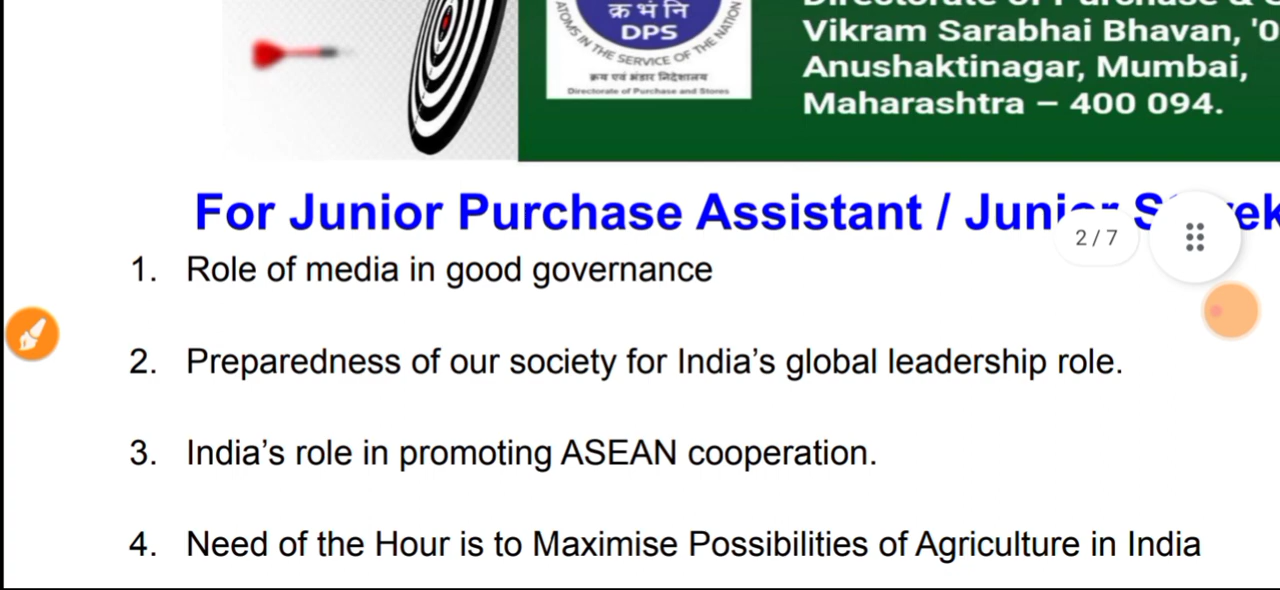 क्र भं नि
DPS
ATOMS IN THE SERVICE OF THE NATION
क्रय एवं भंडार निदेशालय
Directorate of Purchase and Stores
Vikram Sarabhai Bhavan, '0
Anushaktinagar, Mumbai,
Maharashtra – 400 094.
For Junior Purchase Assistant / Junior
2 / 7
1. Role of media in good governance
2. Preparedness of our society for India’s global leadership role.
3. India’s role in promoting ASEAN cooperation.
4. Need of the Hour is to Maximise Possibilities of Agriculture in India